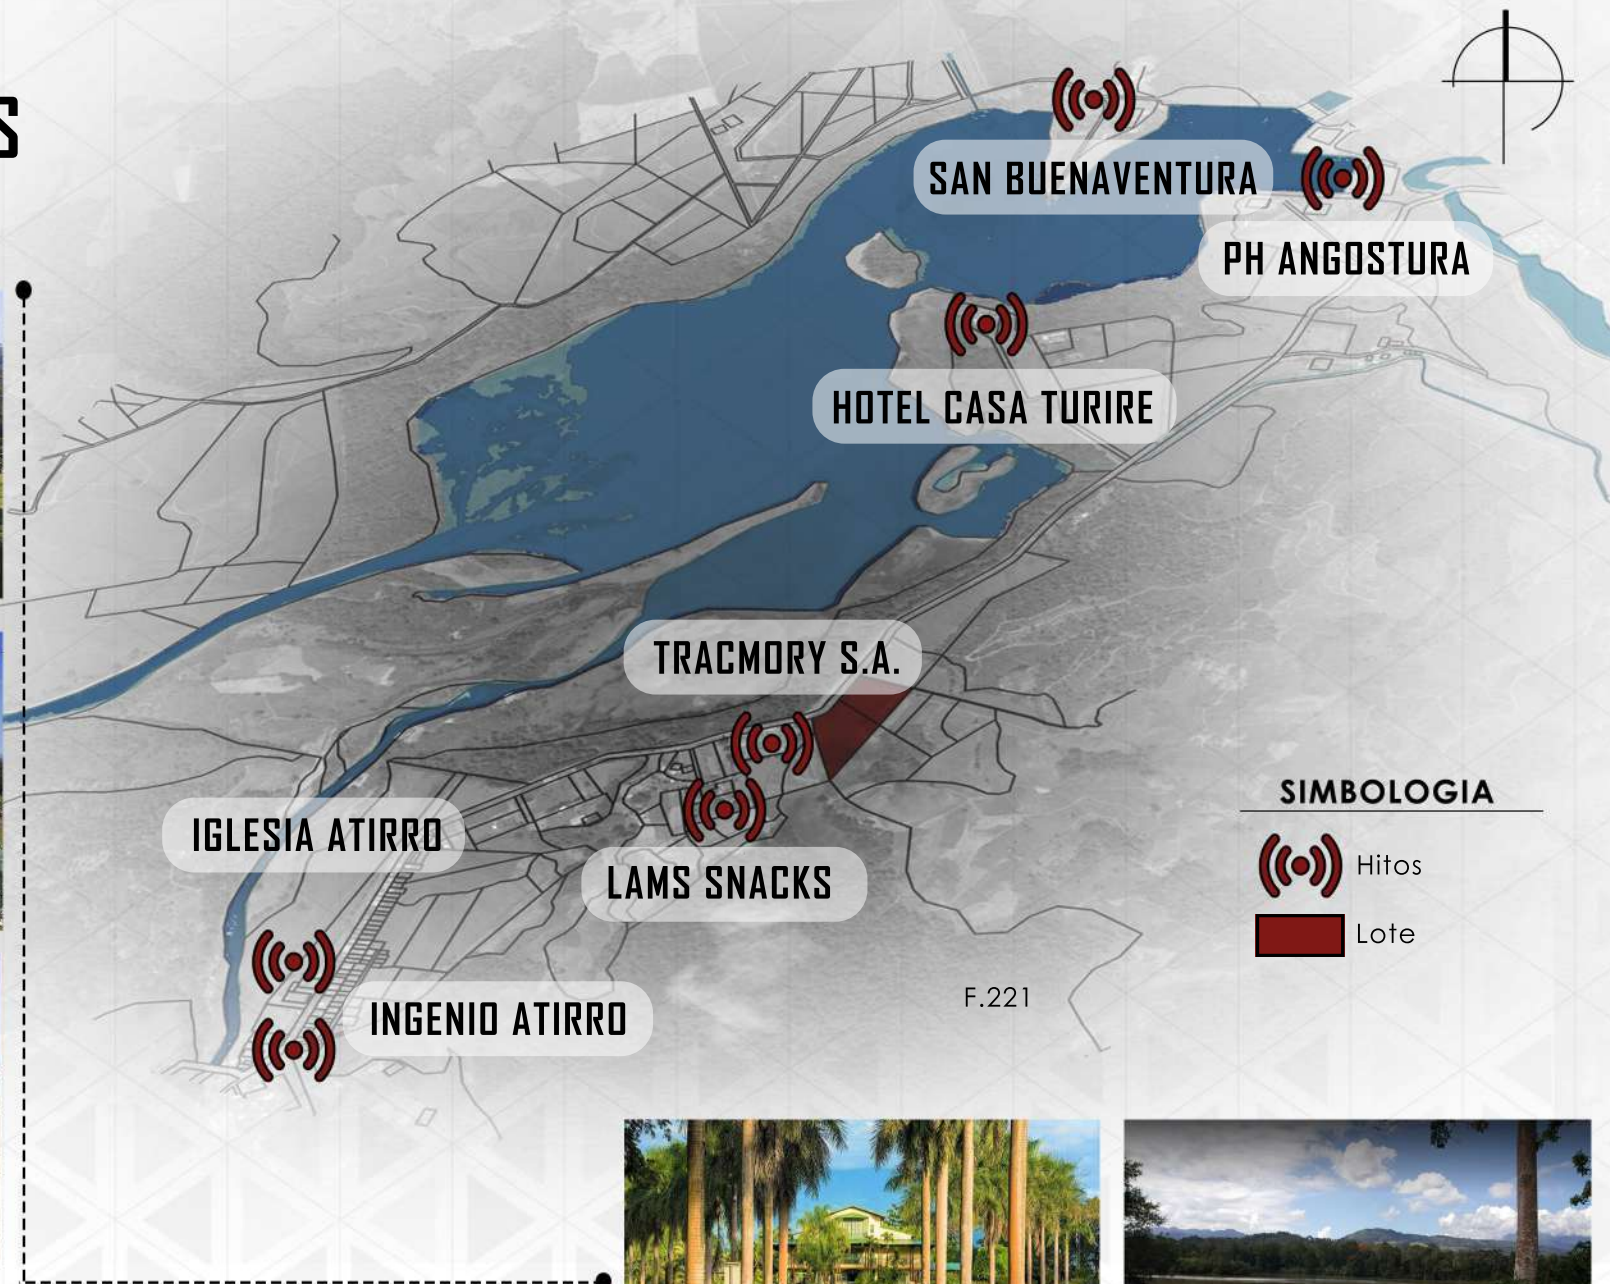 S
SAN BUENAVENTURA
PH ANGOSTURA
HOTEL CASA TURIRE
TRACMORY S.A.
SIMBOLOGIA
IGLESIA ATIRRO
Hitos
LAMS SNACKS
Lote
F.221
INGENIO ATIRRO